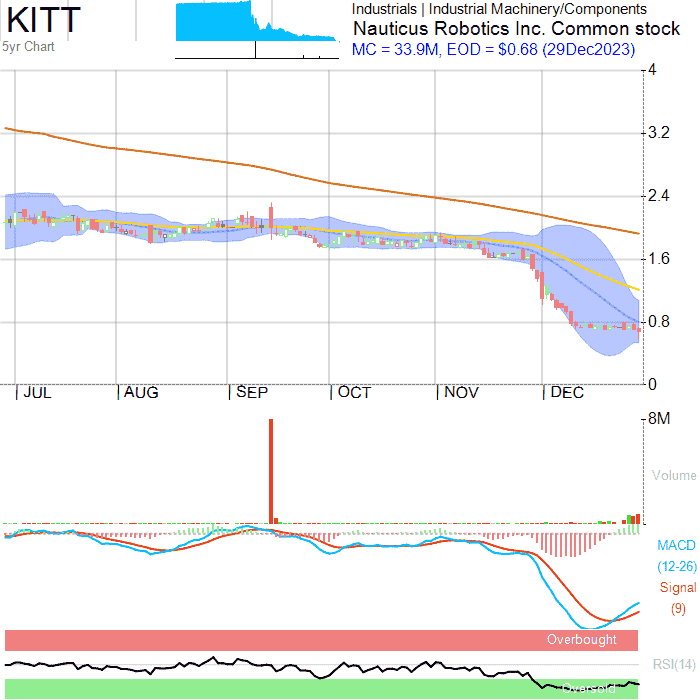 KITT
5yr Chart
Industrials | Industrial Machinery/Components
Nauticus Robotics Inc. Common stock
MC = 33.9M, EOD = $0.68 (29Dec2023)
4
3.2
2.4
1.6
0.8
0
JUL AUG SEP OCT NOV DEC
8M
Volume
MACD
(12-26)
Signal
(9)
Overbought
RSI(14)
Oversold